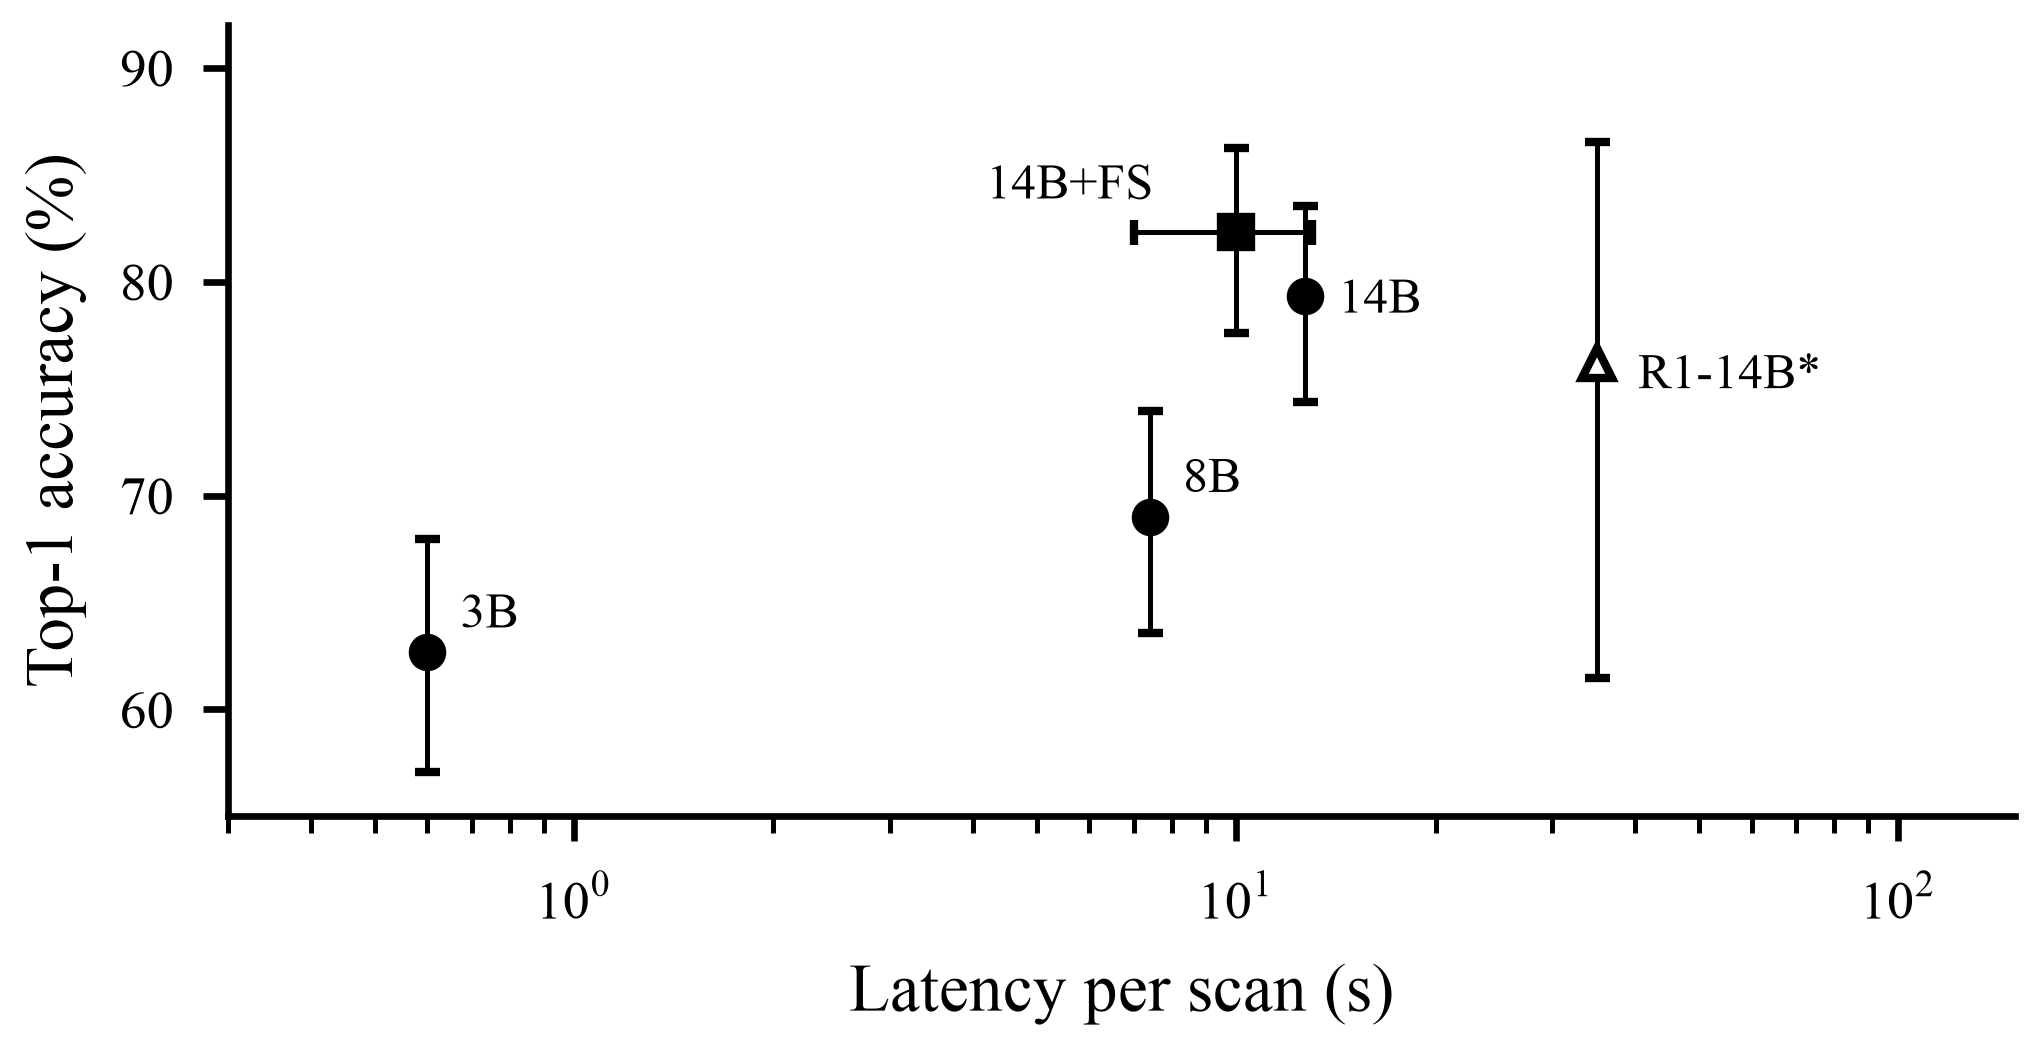 90
80
70
60
Top-1 accuracy (%)
14B+FS
14B
R1-14B*
8B
3B
10⁰
10¹
10²
Latency per scan (s)